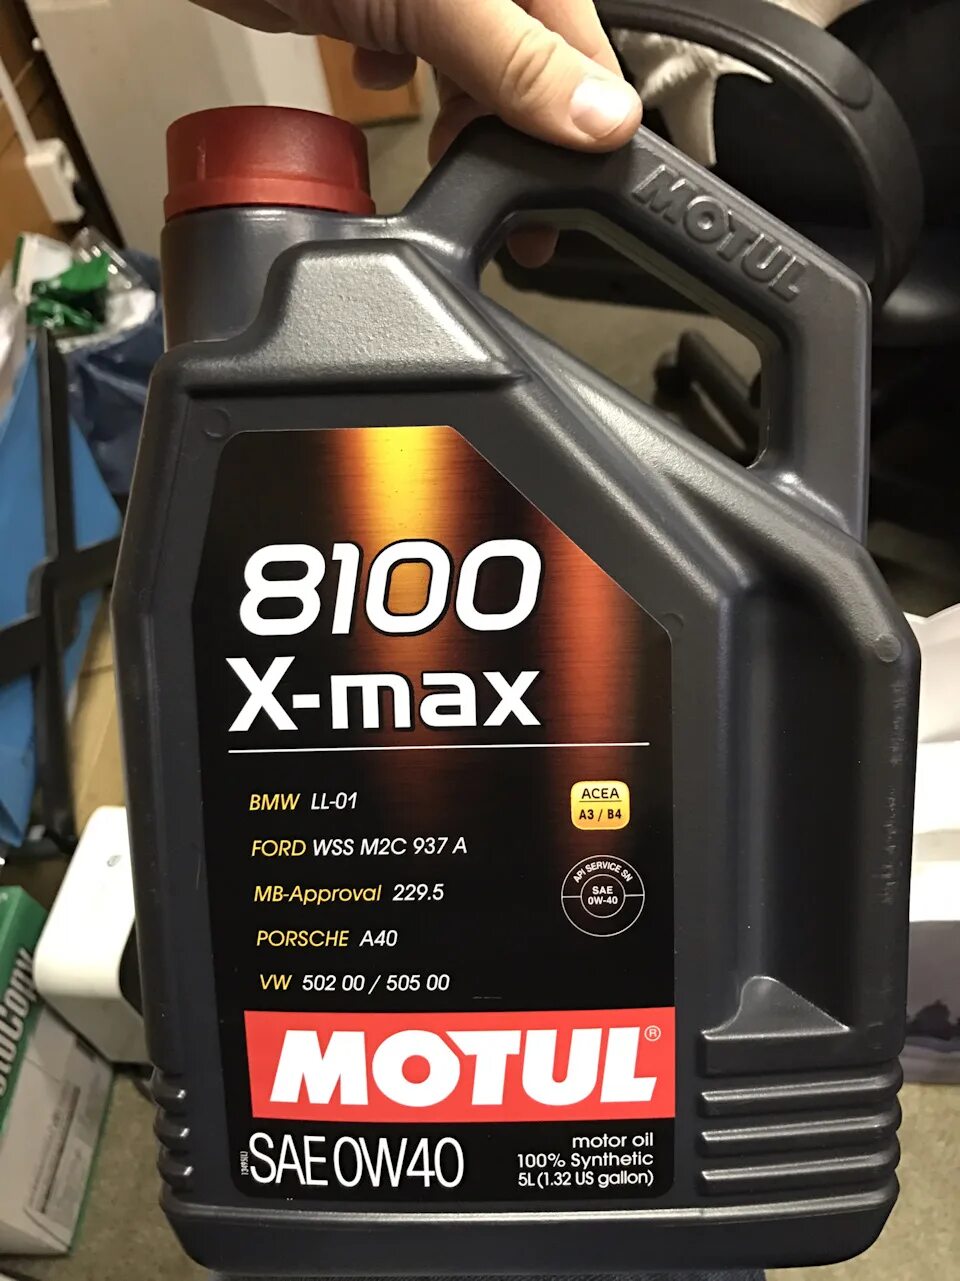 MOTUL
8100
X-max
BMW LL-01
FORD WSS M2C 937 A
MB-Approval 229.5
PORSCHE A40
VW 502 00 / 505 00
ACEA
A3 / B4
API SERVICE SN
SAE
0W-40
MOTUL®
SAE 0W40
motor oil
100% Synthetic
5L (1.32 US gallon)